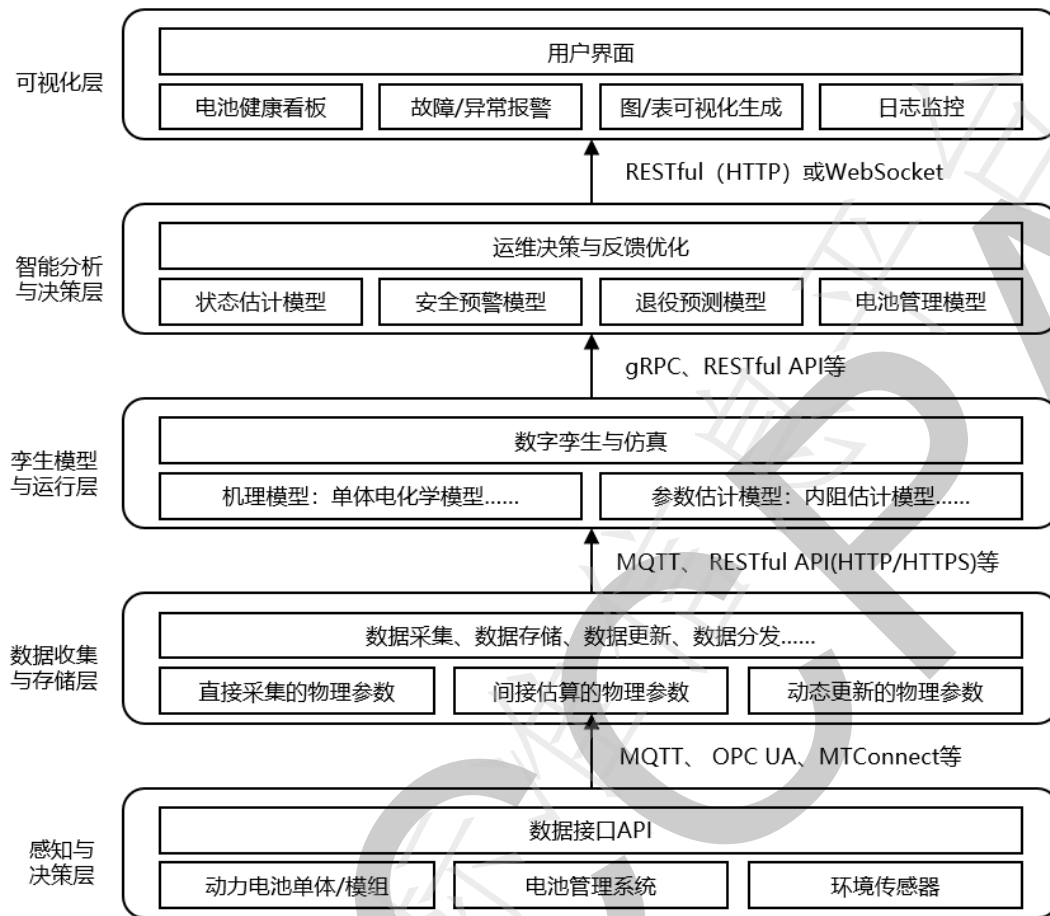 用户界面
可视化层
电池健康看板 故障/异常报警 图/表可视化生成 日志监控
RESTful（HTTP）或WebSocket
运维决策与反馈优化
智能分析
与决策层
状态估计模型 安全预警模型 退役预测模型 电池管理模型
gRPC、RESTful API等
数字孪生与仿真
孪生模型
与运行层
机理模型：单体电化学模型...... 参数估计模型：内阻估计模型......
MQTT、 RESTful API(HTTP/HTTPS)等
数据采集、数据存储、数据更新、数据分发......
数据收集
与存储层
直接采集的物理参数 间接估算的物理参数 动态更新的物理参数
MQTT、 OPC UA、MTConnect等
数据接口API
感知与
决策层
动力电池单体/模组 电池管理系统 环境传感器